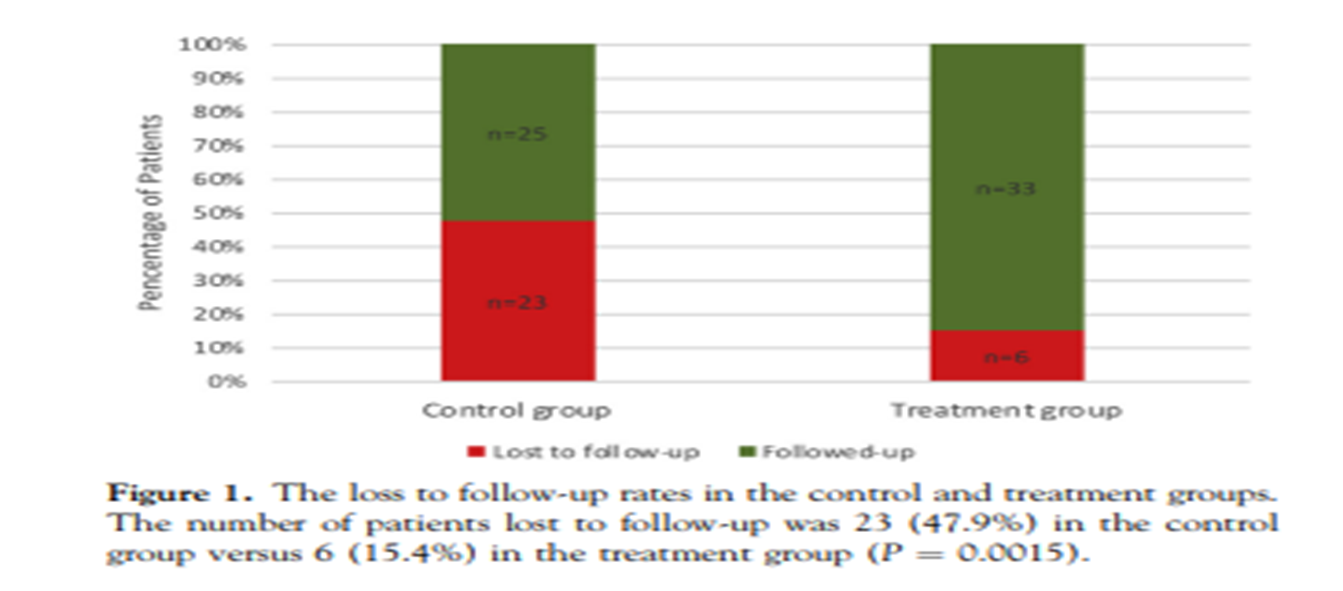 100%
90%
80%
70%
60%
50%
40%
30%
20%
10%
0%
Pencentage of Patients
n=25
n=23
n=33
n=6
Control group
Treatment group
Lost to follow-up
Followed-up
Figure 1. The loss to follow-up rates in the control and treatment groups.
The number of patients lost to follow-up was 23 (47.9%) in the control
group versus 6 (15.4%) in the treatment group (P = 0.0015).